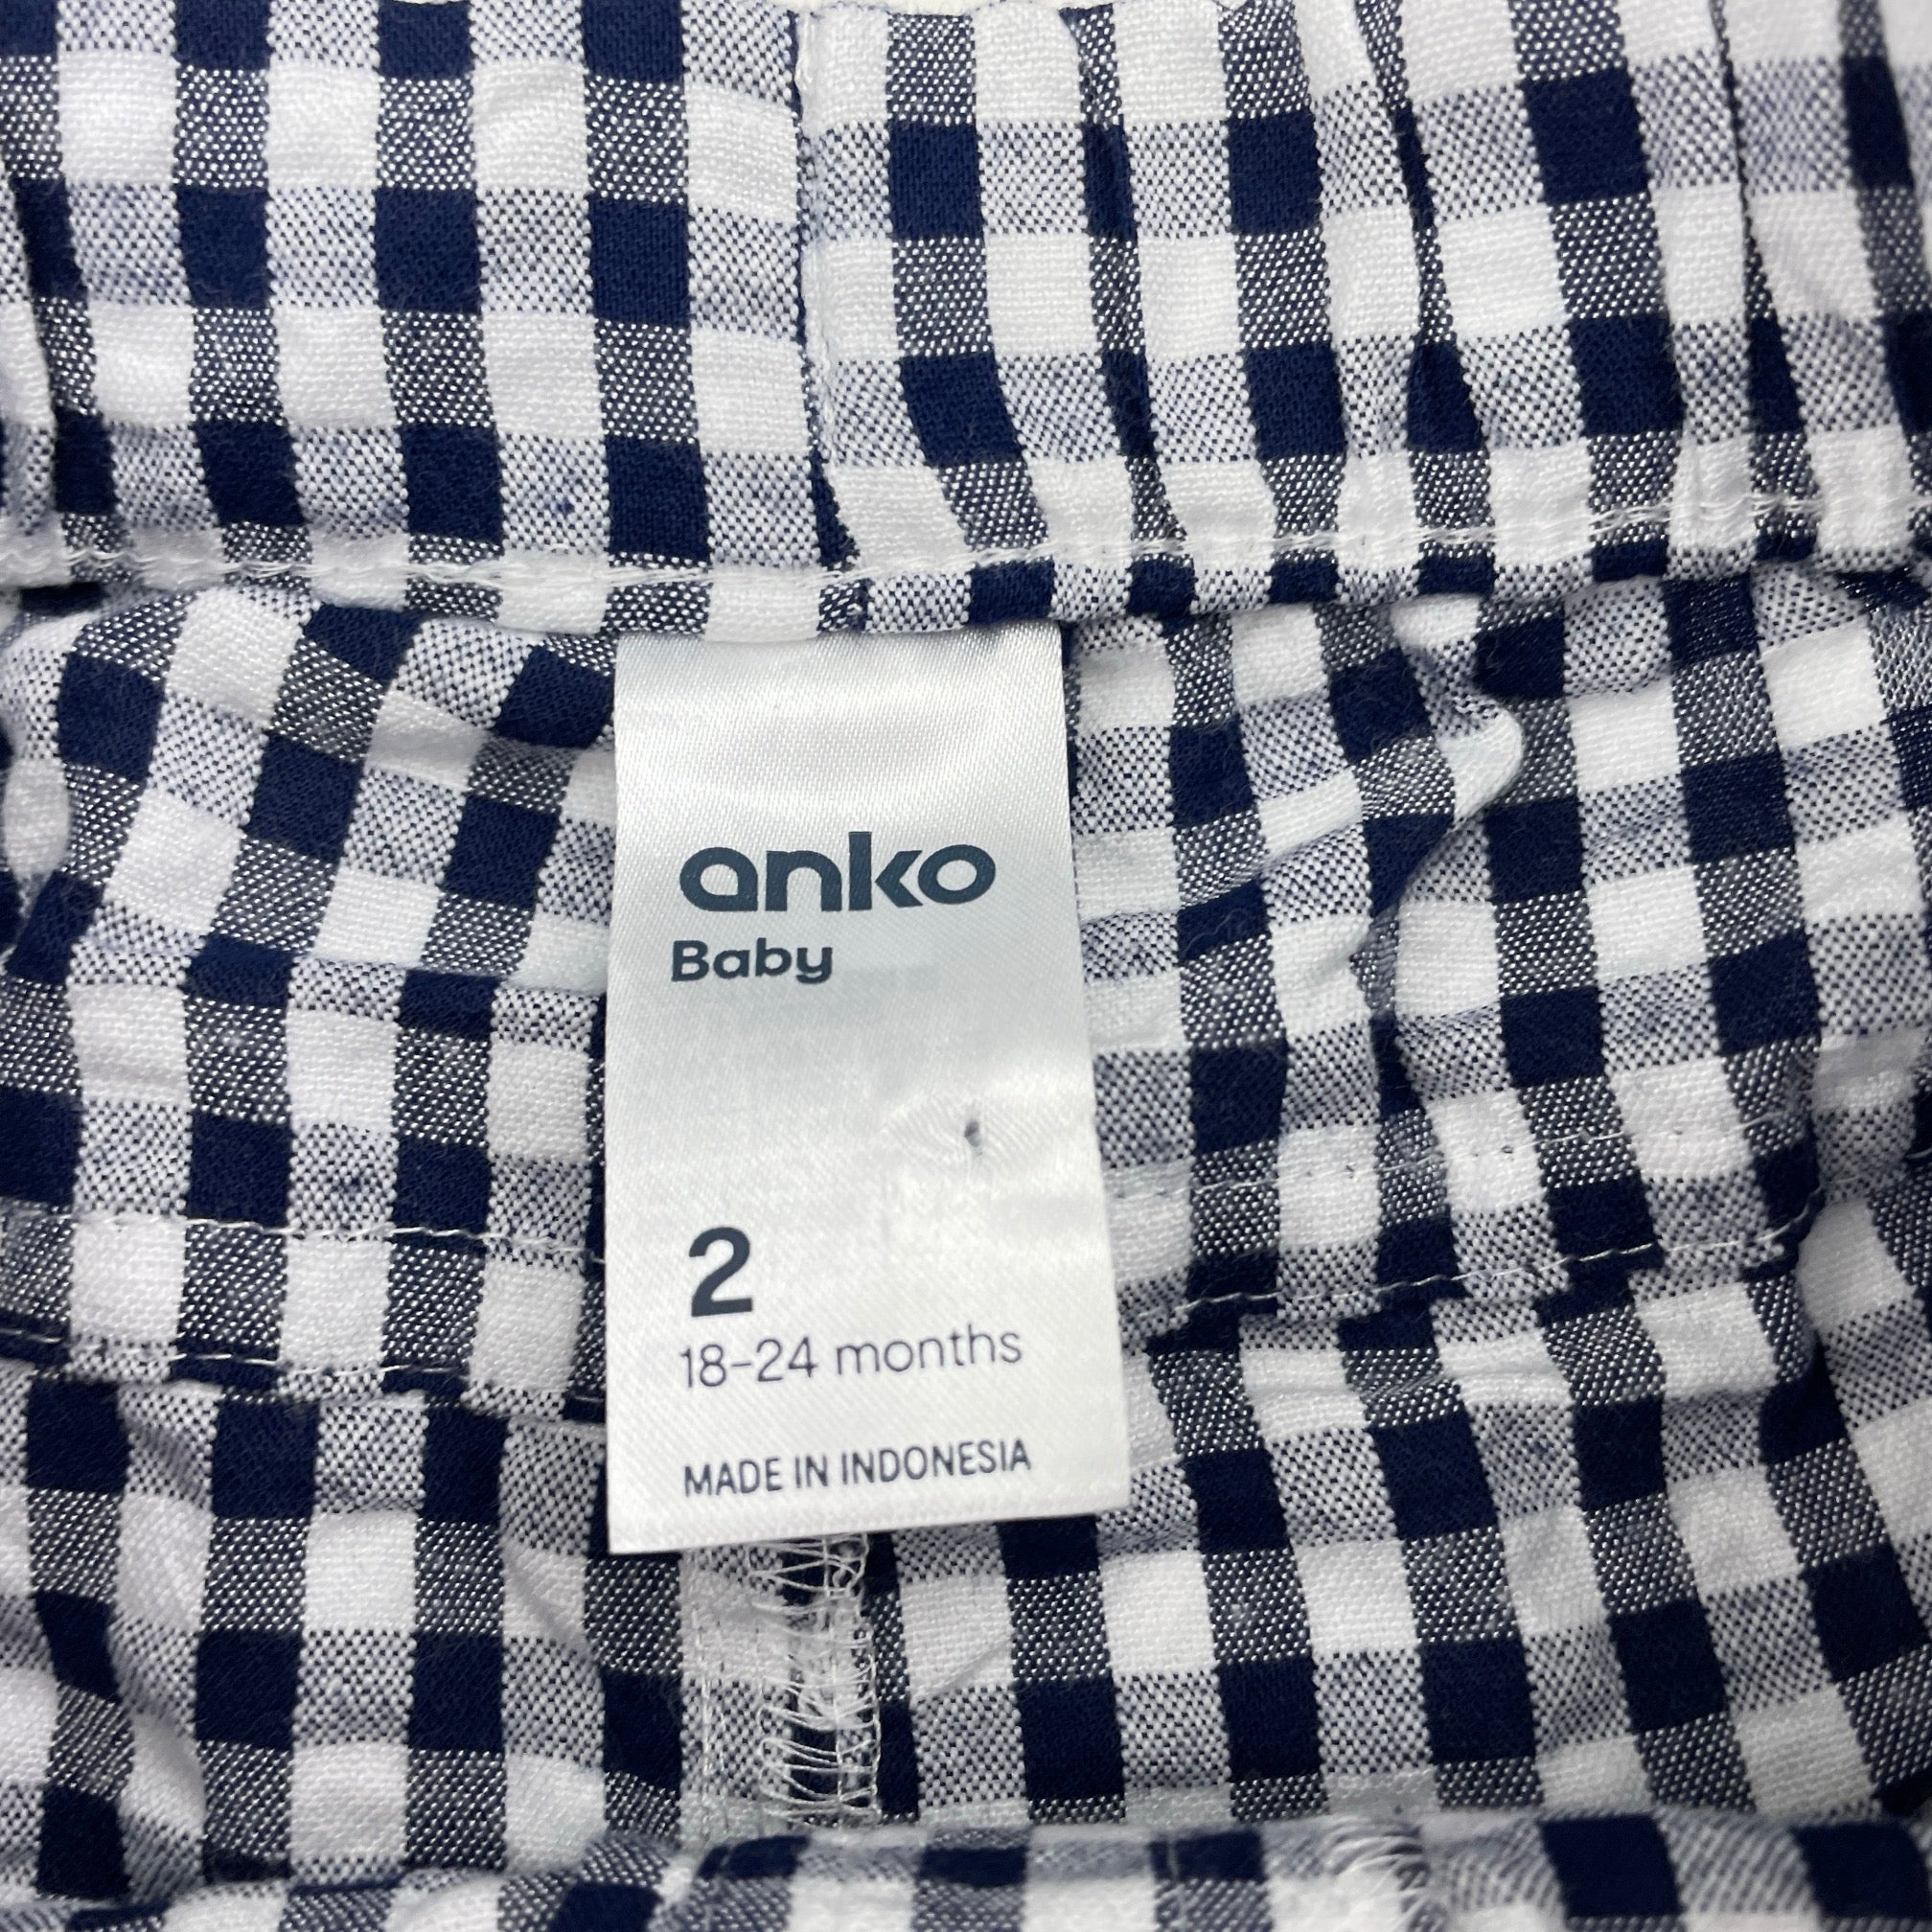 anko
Baby
2
18-24 months
MADE IN INDONESIA